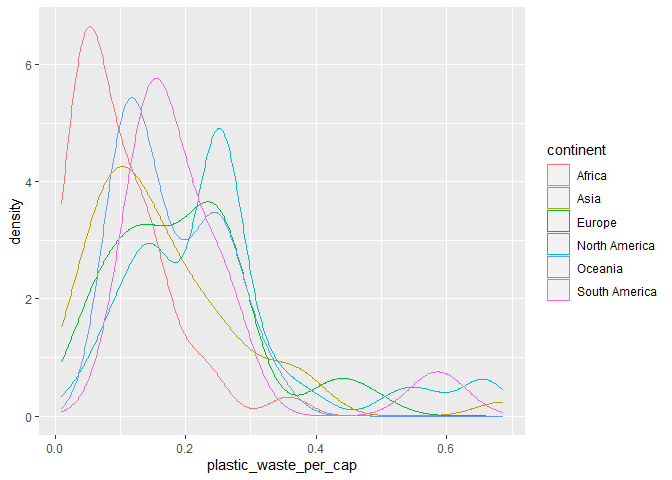 6
4
2
0
density
0.0
0.2
0.4
0.6
plastic_waste_per_cap
continent
Africa
Asia
Europe
North America
Oceania
South America